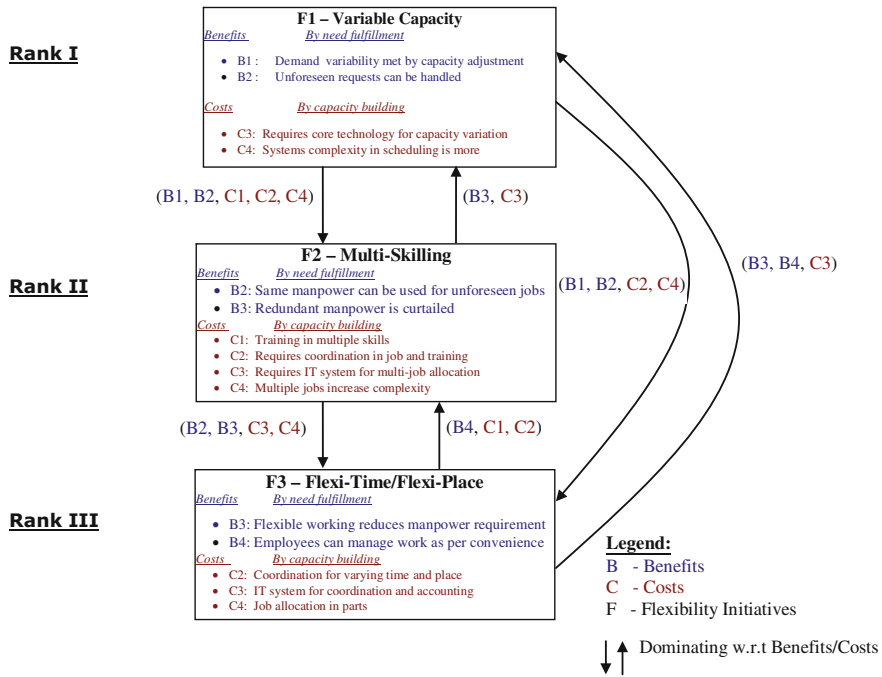 F1 – Variable Capacity
Benefits By need fulfillment
Rank I
• B1 : Demand variability met by capacity adjustment
• B2 : Unforeseen requests can be handled
Costs By capacity building
• C3: Requires core technology for capacity variation
• C4: Systems complexity in scheduling is more
(B1, B2, C1, C2, C4)
(B3, C3)
F2 – Multi-Skilling
Benefits By need fulfillment
Rank II
• B2: Same manpower can be used for unforeseen jobs
• B3: Redundant manpower is curtailed
Costs By capacity building
• C1: Training in multiple skills
• C2: Requires coordination in job and training
• C3: Requires IT system for multi-job allocation
• C4: Multiple jobs increase complexity
(B1, B2, C2, C4)
(B3, B4, C3)
(B2, B3, C3, C4)
(B4, C1, C2)
F3 – Flexi-Time/Flexi-Place
Benefits By need fulfillment
Rank III
• B3: Flexible working reduces manpower requirement
• B4: Employees can manage work as per convenience
Costs By capacity building
• C2: Coordination for varying time and place
• C3: IT system for coordination and accounting
• C4: Job allocation in parts
Legend:
B - Benefits
C - Costs
F - Flexibility Initiatives
Dominating w.r.t Benefits/Costs